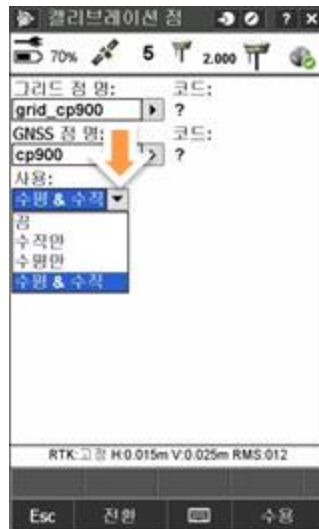 캘리브레이션 점 ? X
70% 5 2.000
그리드 점 명: 코드:
grid_cp900 ?
GNSS 점 명: 코드:
cp900 ?
사용:
수평 & 수직
끔
수직만
수평만
수평 & 수직
RTK:고정 H:0.015m V:0.025m RMS:012
Esc 전환 수용